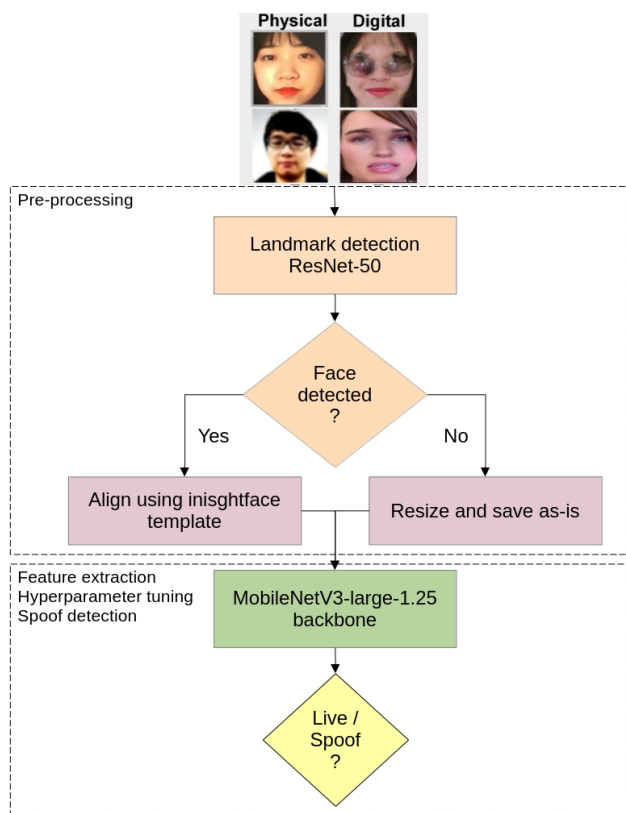 Physical Digital
Pre-processing
Landmark detection
ResNet-50
Face
detected
?
Yes
No
Align using inisghtface
template
Resize and save as-is
Feature extraction
Hyperparameter tuning
Spoof detection
MobileNetV3-large-1.25
backbone
Live /
Spoof
?